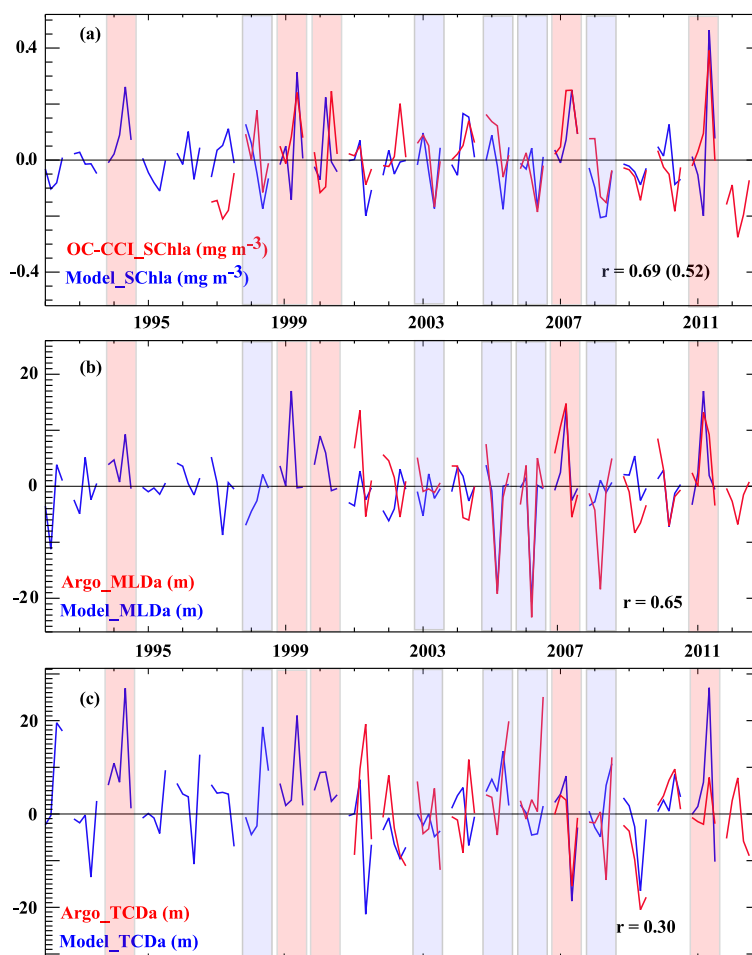 (a)
0.4
0.0
-0.4
OC-CCI_SChla (mg m⁻³)
Model_SChla (mg m⁻³)
r = 0.69 (0.52)
1995 1999 2003 2007 2011
(b)
20
0
-20
Argo_MLDa (m)
Model_MLDa (m)
r = 0.65
1995 1999 2003 2007 2011
(c)
20
0
-20
Argo_TCDa (m)
Model_TCDa (m)
r = 0.30